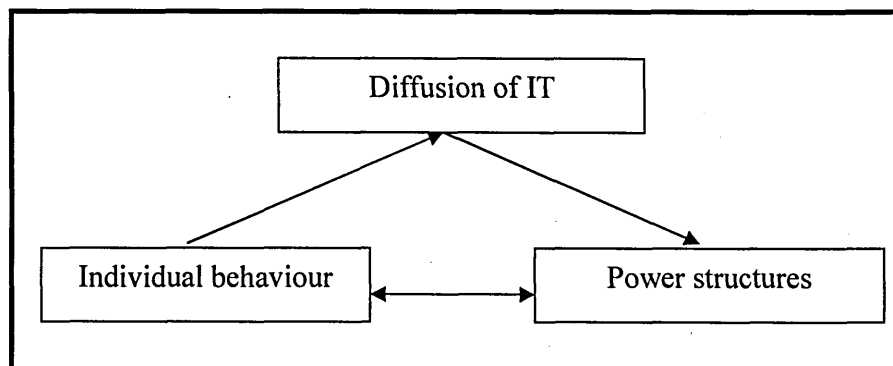 Diffusion of IT
Individual behaviour
Power structures